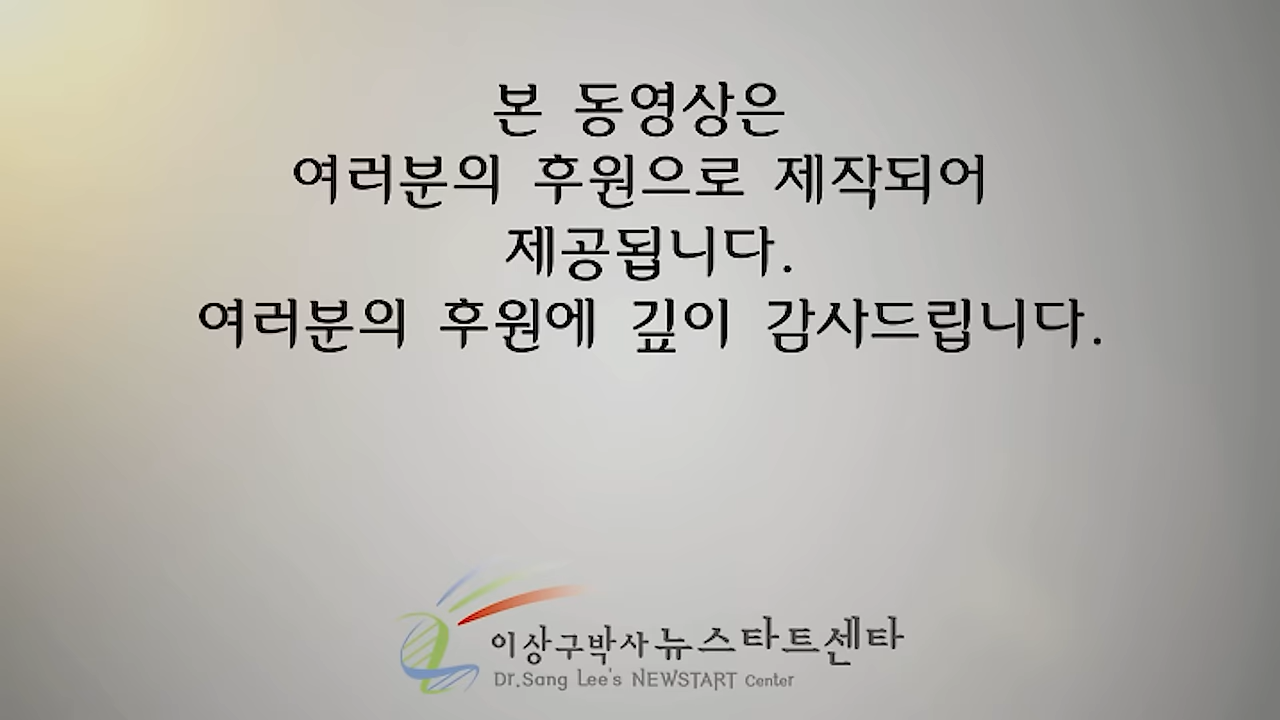 본 동영상은
여러분의 후원으로 제작되어
제공됩니다.
여러분의 후원에 깊이 감사드립니다.
이상구박사 뉴스타트센타
Dr.Sang Lee's NEWSTART Center